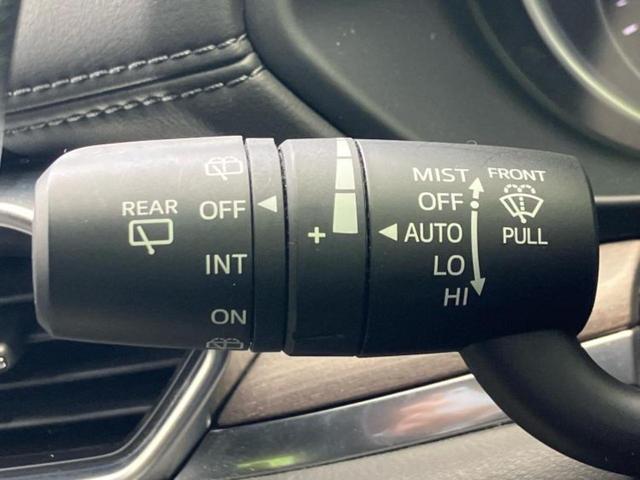 REAR
OFF
INT
ON
+
MIST
OFF
AUTO
LO
HI
FRONT
PULL